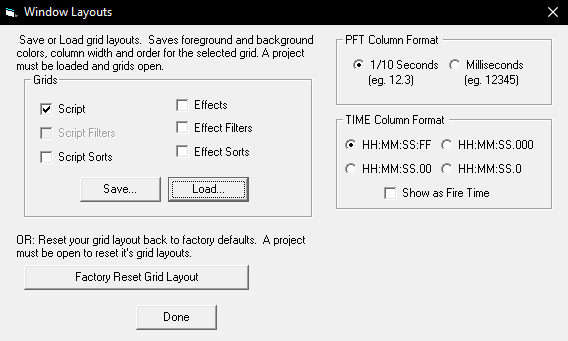 Window Layouts
Save or Load grid layouts.  Saves foreground and background
colors, column width and order for the selected grid. A project
must be loaded and grids open.
Grids
Script
Effects
Script Filters
Effect Filters
Script Sorts
Effect Sorts
Save...
Load...
OR: Reset your grid layout back to factory defaults.  A project
must be open to reset it's grid layouts.
Factory Reset Grid Layout
Done
PFT Column Format
1/10 Seconds
(eg. 12.3)
Milliseconds
(eg. 12345)
TIME Column Format
HH:MM:SS:FF
HH:MM:SS.000
HH:MM:SS.00
HH:MM:SS.0
Show as Fire Time